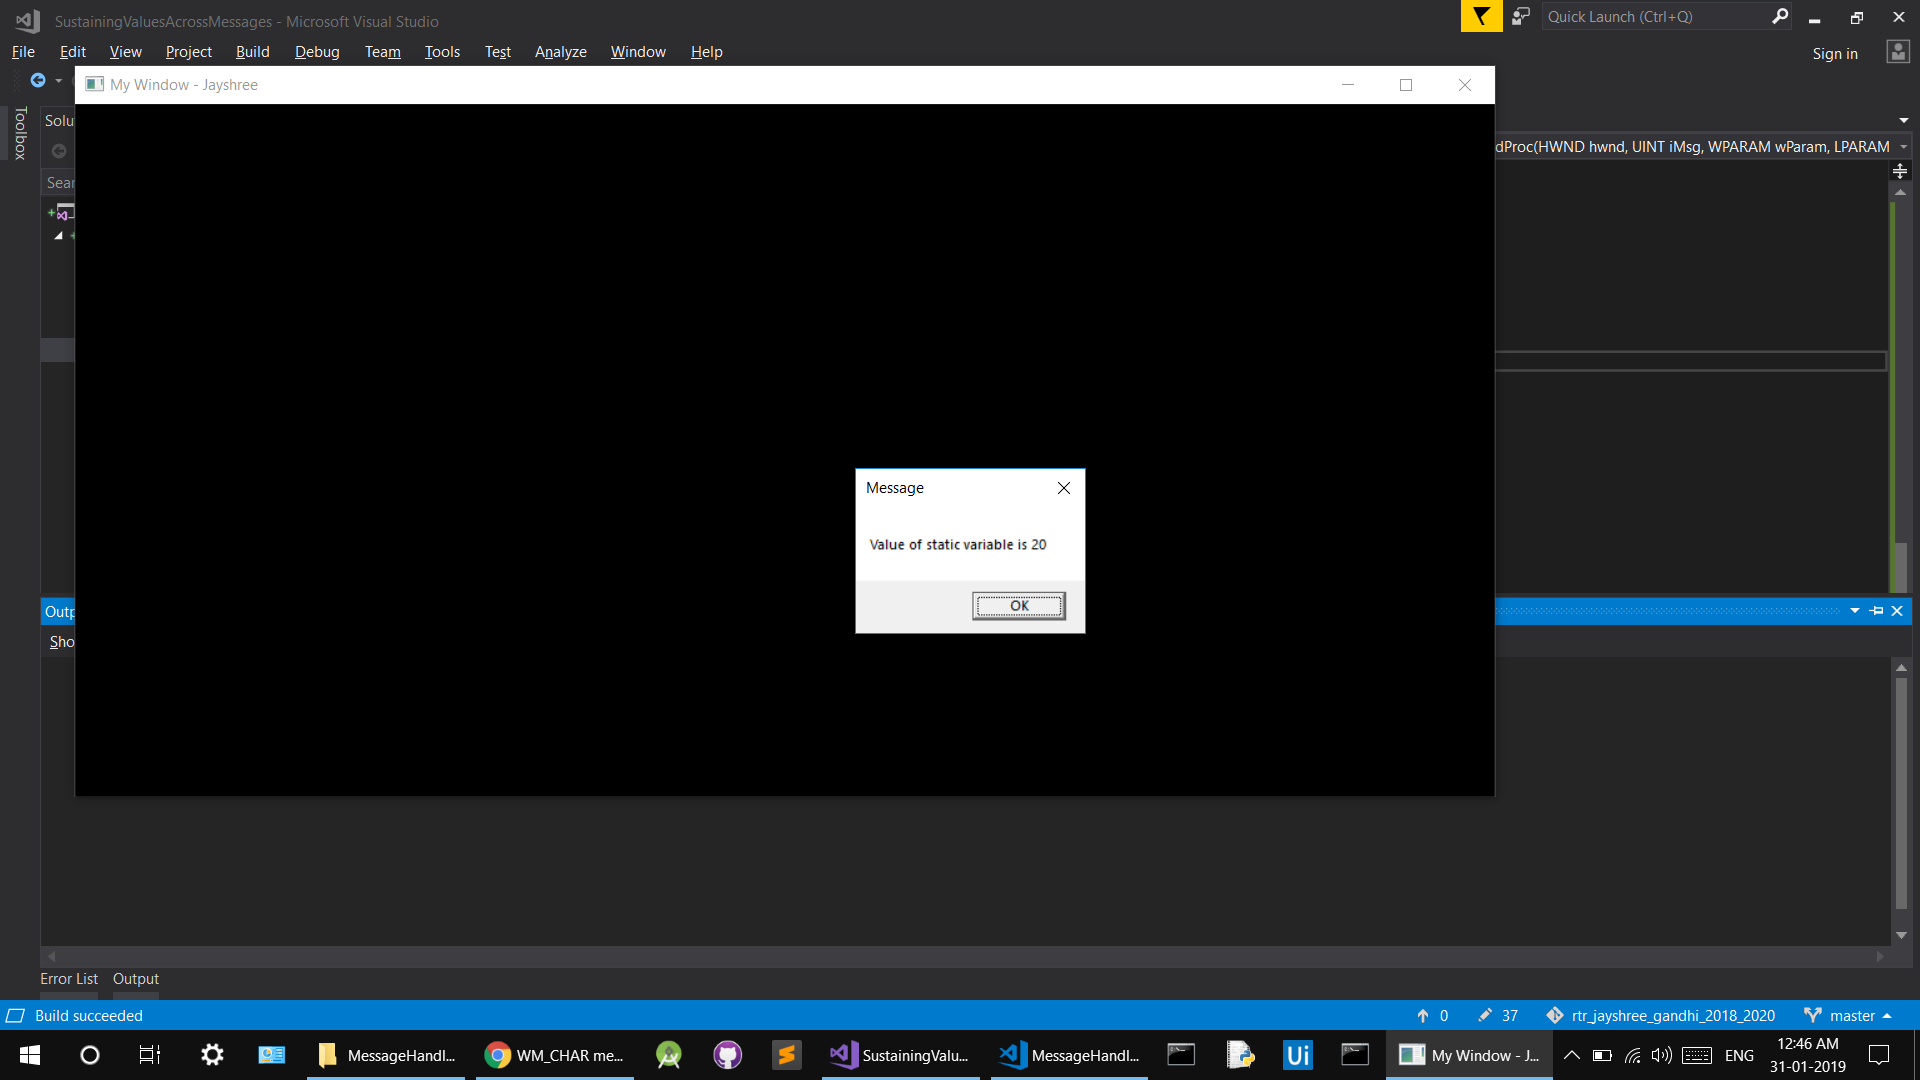 SustainingValuesAcrossMessages - Microsoft Visual Studio
Quick Launch (Ctrl+Q)
File Edit View Project Build Debug Team Tools Test Analyze Window Help
Sign in
My Window - Jayshree
Toolbox
Solu
dProc(HWND hwnd, UINT iMsg, WPARAM wParam, LPARAM
Sear
Message
Value of static variable is 20
OK
Outp
Sho
Error List Output
Build succeeded
0 37 rtr_jayshree_gandhi_2018_2020 master
MessageHandl... WM_CHAR me... SustainingValu... MessageHandl... Ui My Window - J... ENG 12:46 AM
31-01-2019